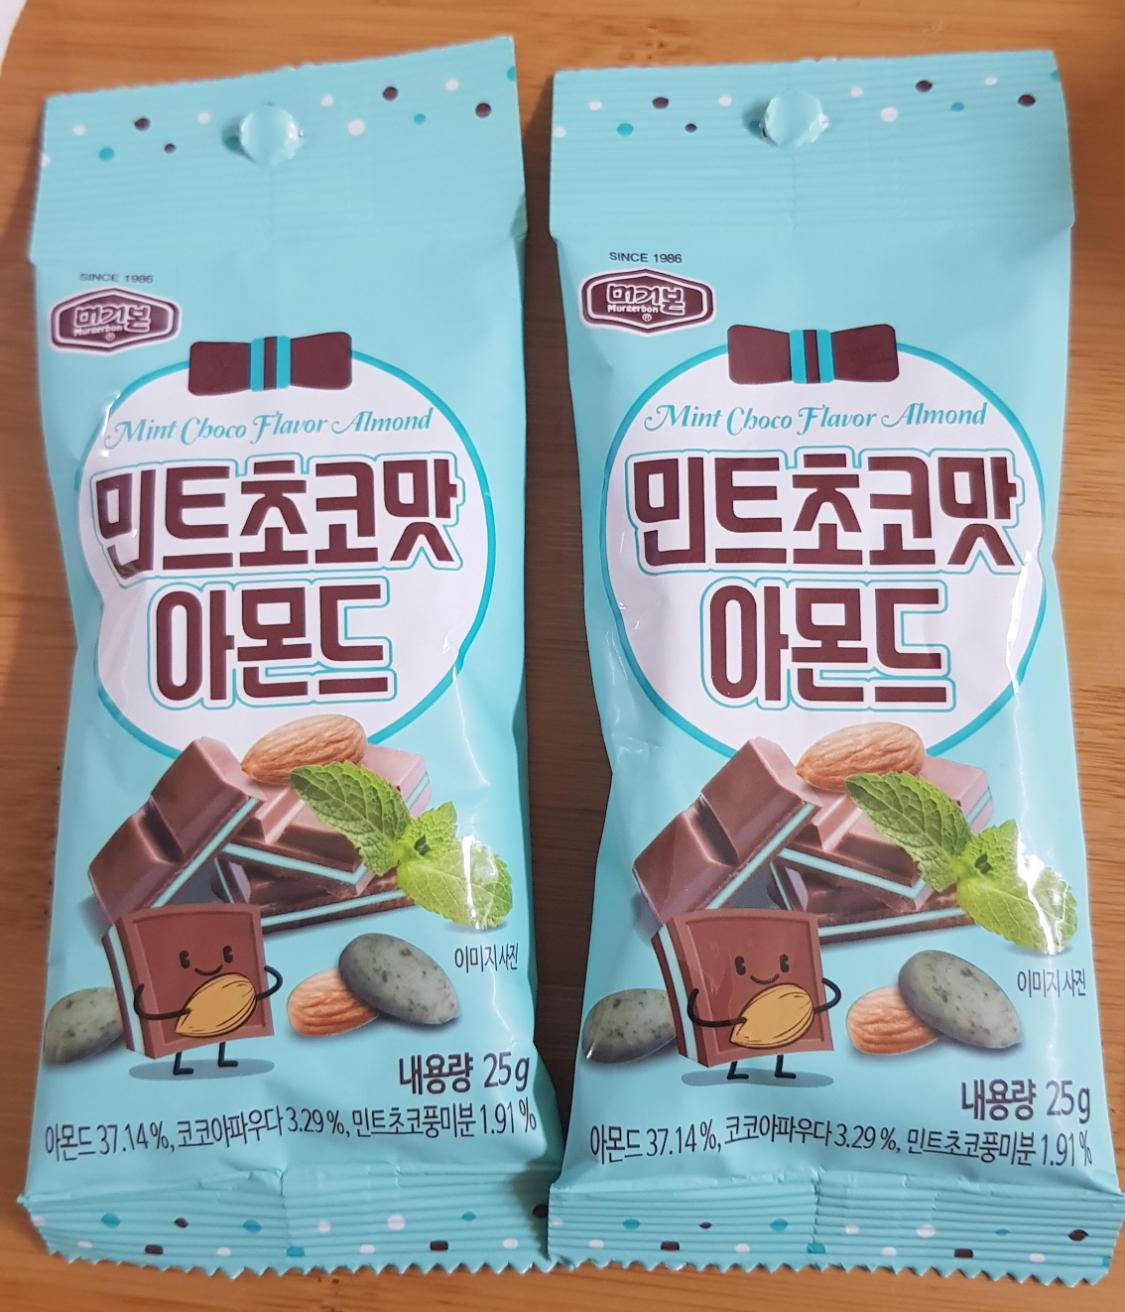 SINCE 1986
머거본
Murgerbon
®
Mint Choco Flavor Almond
민트초코맛
아몬드
이미지 사진
내용량 25g
아몬드 37.14%, 코코아파우다 3.29%, 민트초코풍미분 1.91%
SINCE 1986
머거본
Murgerbon
®
Mint Choco Flavor Almond
민트초코맛
아몬드
이미지 사진
내용량 25g
아몬드 37.14%, 코코아파우다 3.29%, 민트초코풍미분 1.91%